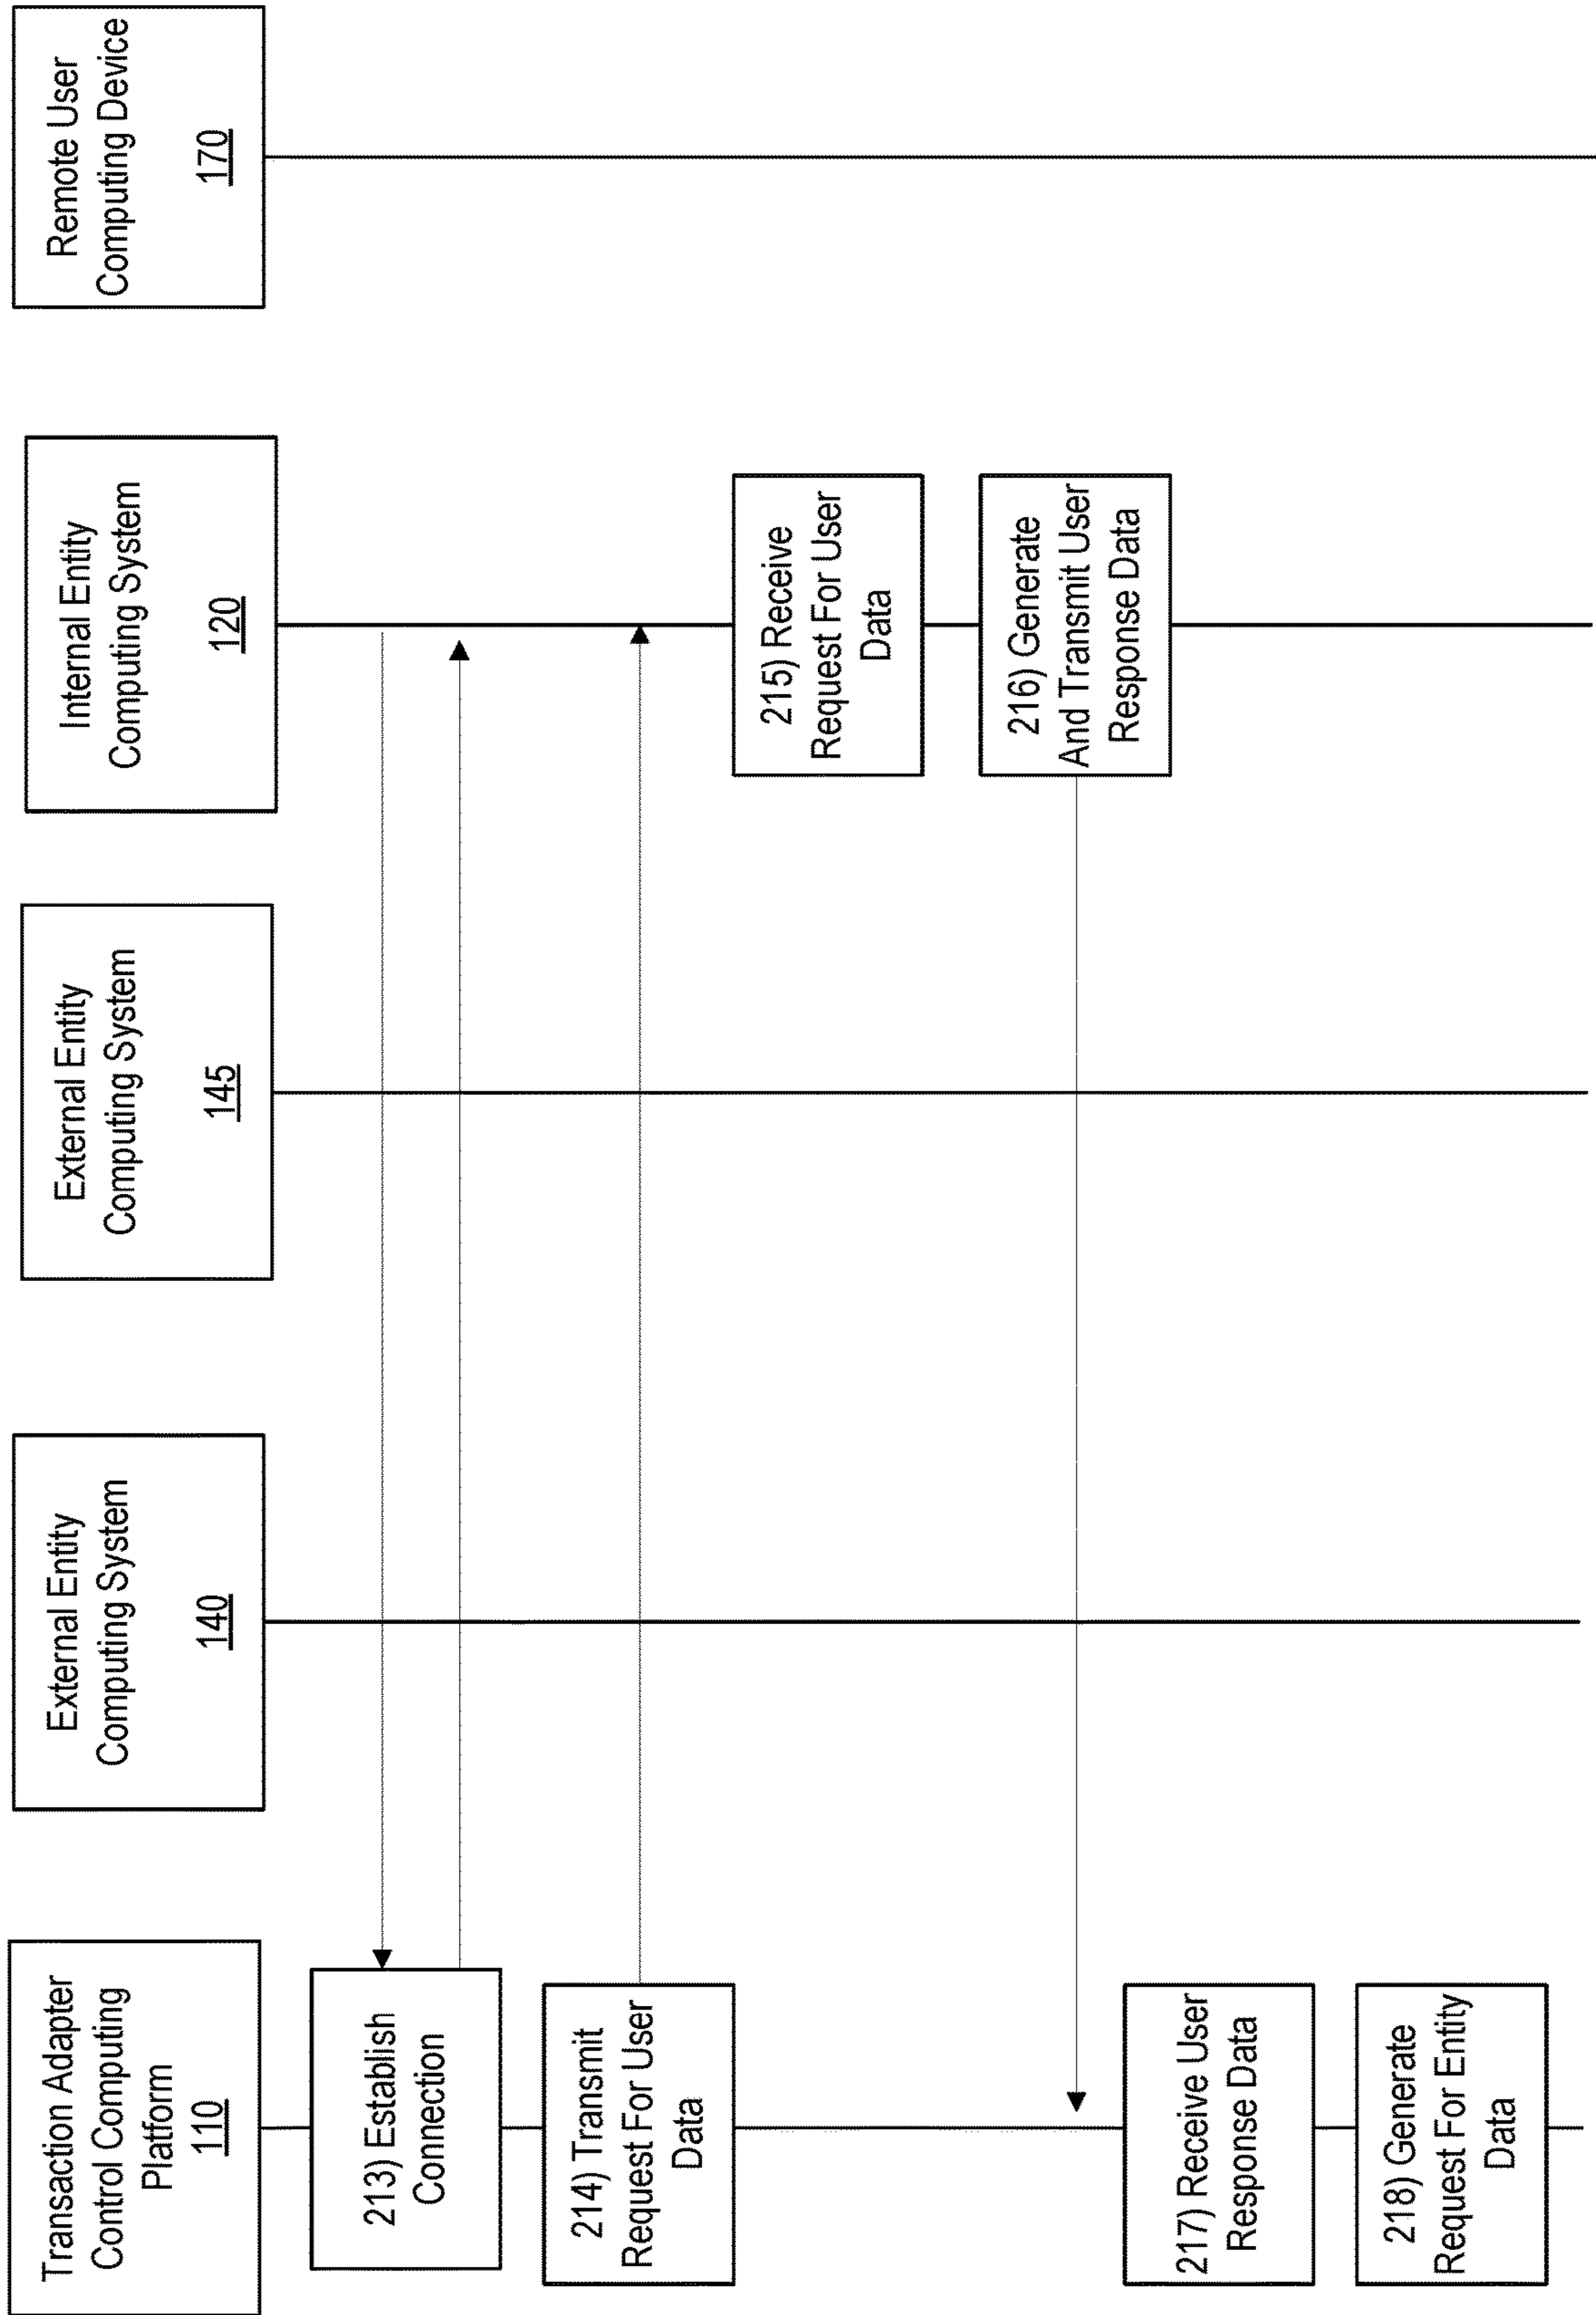 Transaction Adapter
Control Computing
Platform
110
External Entity
Computing System
140
External Entity
Computing System
145
Internal Entity
Computing System
120
Remote User
Computing Device
170
213) Establish
Connection
214) Transmit
Request For User
Data
215) Receive
Request For User
Data
216) Generate
And Transmit User
Response Data
217) Receive User
Response Data
218) Generate
Request For Entity
Data